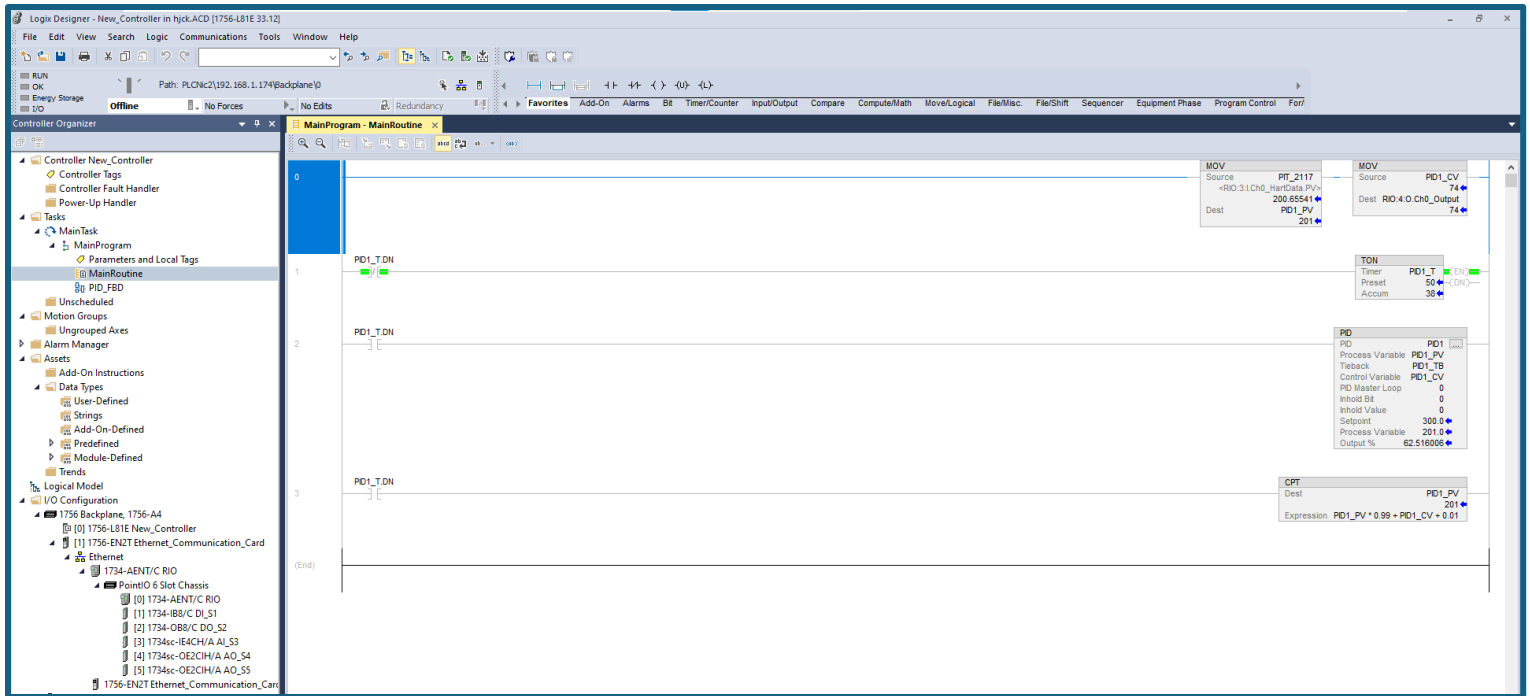 Logix Designer - New_Controller in hjck.ACD [1756-L81E 33.12]
File Edit View Search Logic Communications Tools Window Help
RUN
OK
Energy Storage
I/O
Path: PLCNic2\192.168.1.174\Backplane\0
Offline No Forces No Edits Redundancy
Favorites Add-On Alarms Bit Timer/Counter Input/Output Compare Compute/Math Move/Logical File/Misc. File/Shift Sequencer Equipment Phase Program Control For/
Controller Organizer
MainProgram - MainRoutine
Controller New_Controller
Controller Tags
Controller Fault Handler
Power-Up Handler
Tasks
MainTask
MainProgram
Parameters and Local Tags
MainRoutine
PID_FBD
Unscheduled
Motion Groups
Ungrouped Axes
Alarm Manager
Assets
Add-On Instructions
Data Types
User-Defined
Strings
Add-On-Defined
Predefined
Module-Defined
Trends
Logical Model
I/O Configuration
1756 Backplane, 1756-A4
[0] 1756-L81E New_Controller
[1] 1756-EN2T Ethernet_Communication_Card
Ethernet
1734-AENT/C RIO
PointIO 6 Slot Chassis
[0] 1734-AENT/C RIO
[1] 1734-IB8/C DI_S1
[2] 1734-OB8/C DO_S2
[3] 1734sc-IE4CH/A AI_S3
[4] 1734sc-OE2CIH/A AO_S4
[5] 1734sc-OE2CIH/A AO_S5
1756-EN2T Ethernet_Communication_Card
0
MOV
Source PIT_2117
<RIO:3:I.Ch0_HartData.PV>
200.65541
Dest PID1_PV
201
MOV
Source PID1_CV
74
Dest RIO:4:O.Ch0_Output
74
1
PID1_T.DN
TON
Timer PID1_T (EN)
Preset 50 (DN)
Accum 38
2
PID1_T.DN
PID
PID PID1 ...
Process Variable PID1_PV
Tieback PID1_TB
Control Variable PID1_CV
PID Master Loop 0
Inhold Bit 0
Inhold Value 0
Setpoint 300.0
Process Variable 201.0
Output % 62.516006
3
PID1_T.DN
CPT
Dest PID1_PV
201
Expression PID1_PV * 0.99 + PID1_CV + 0.01
(End)